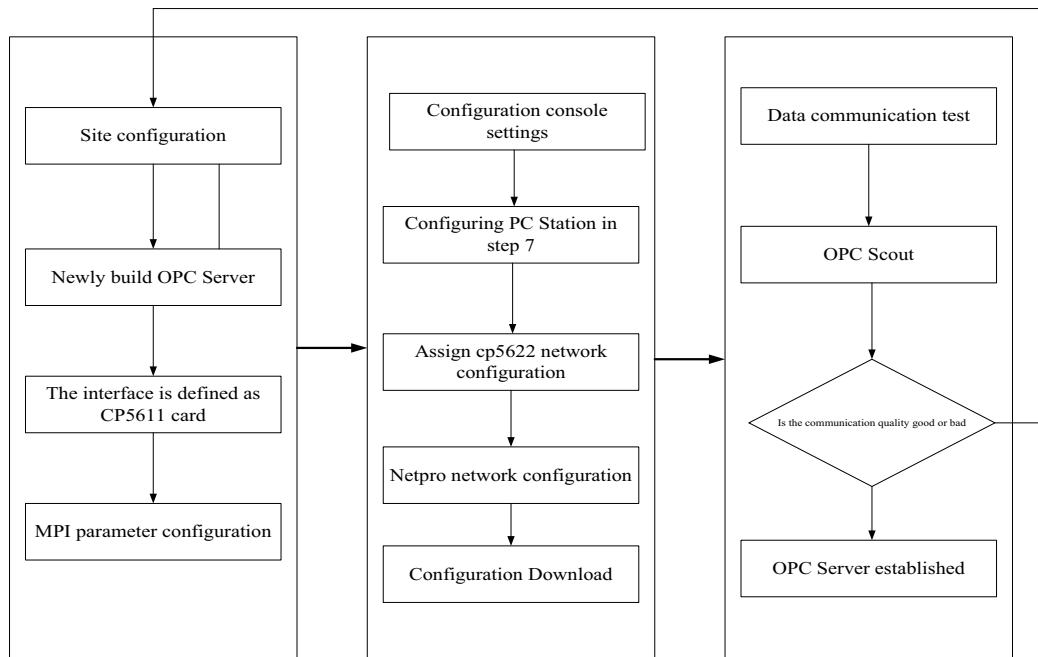 Site configuration
Newly build OPC Server
The interface is defined as
CP5611 card
MPI parameter configuration
Configuration console
settings
Configuring PC Station in
step 7
Assign cp5622 network
configuration
Netpro network configuration
Configuration Download
Data communication test
OPC Scout
Is the communication quality good or bad
OPC Server established